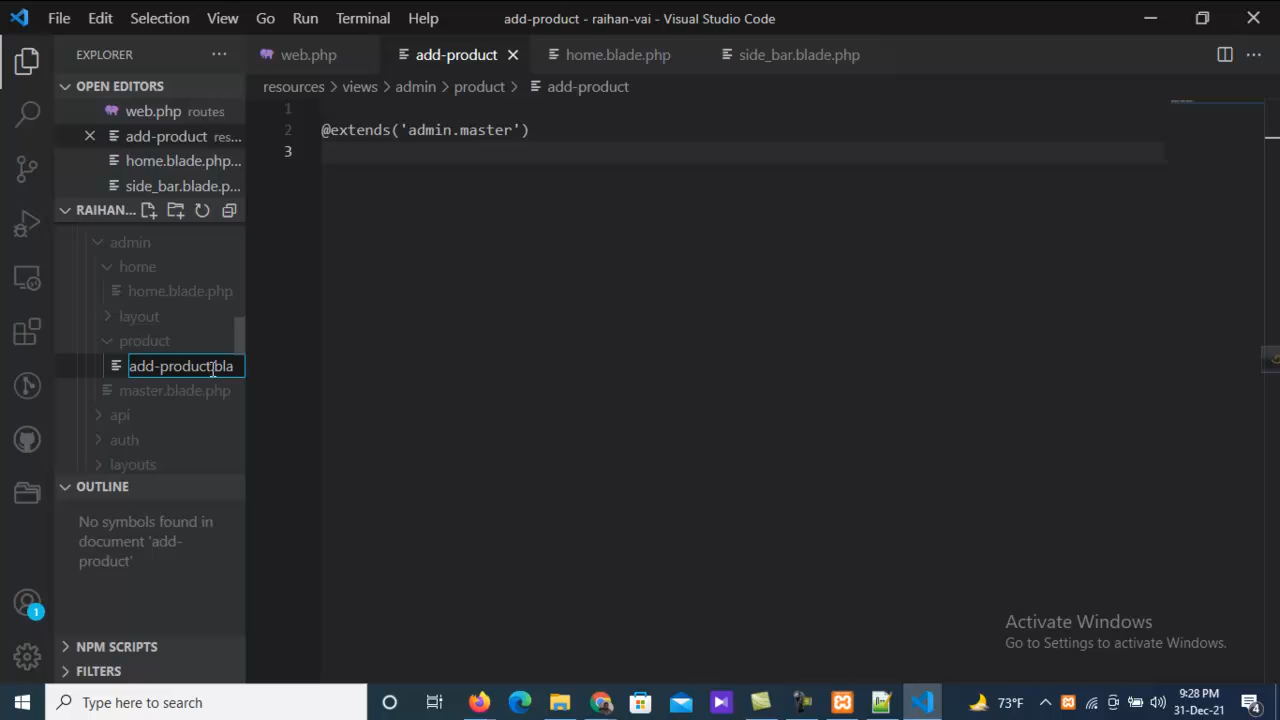 File Edit Selection View Go Run Terminal Help
add-product - raihan-vai - Visual Studio Code
EXPLORER
web.php
add-product
home.blade.php
side_bar.blade.php
OPEN EDITORS
resources > views > admin > product > add-product
web.php routes
add-product res...
home.blade.php...
side_bar.blade.p...
1
2 @extends('admin.master')
3
RAIHAN...
admin
home
home.blade.php
layout
product
add-product.bla
master.blade.php
api
auth
layouts
OUTLINE
No symbols found in
document 'add-
product'
1
NPM SCRIPTS
FILTERS
Activate Windows
Go to Settings to activate Windows.
Type here to search
73°F
9:28 PM
31-Dec-21
4